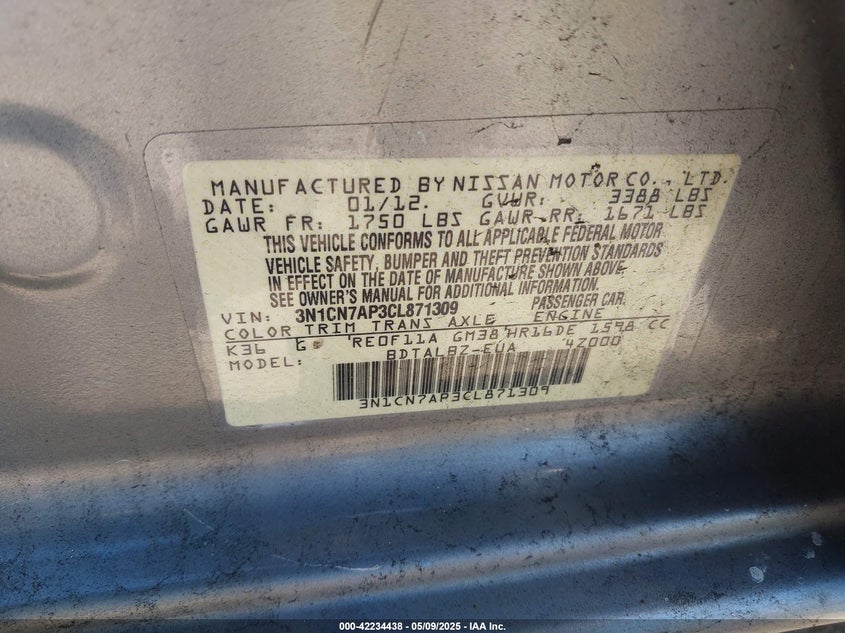 MANUFACTURED BY NISSAN MOTOR CO., LTD.
DATE: 01/12. GVWR: 3388 LBS
GAWR FR: 1750 LBS GAWR RR: 1671 LBS
THIS VEHICLE CONFORMS TO ALL APPLICABLE FEDERAL MOTOR
VEHICLE SAFETY, BUMPER AND THEFT PREVENTION STANDARDS
IN EFFECT ON THE DATE OF MANUFACTURE SHOWN ABOVE.
SEE OWNER'S MANUAL FOR ADDITIONAL INFORMATION.
VIN: 3N1CN7AP3CL871309 PASSENGER CAR
COLOR TRIM TRANS AXLE ENGINE
K36 G RE0F11A GM38 HR16DE 1598 CC
MODEL: BDTALBZ-EUA 4Z000
3N1CN7AP3CL871309
000-42234438 - 05/09/2025 - IAA Inc.